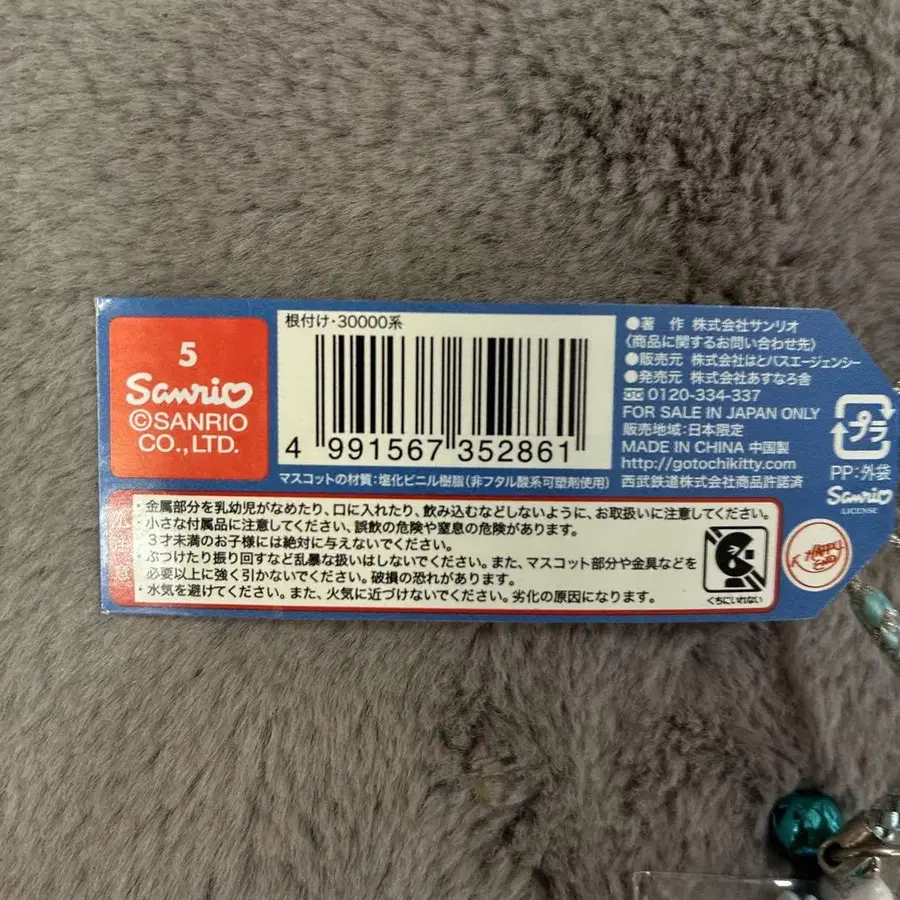 5
Sanrio
©SANRIO
CO.,LTD.
根付け・30000系
4 991567 352861
マスコットの材質:塩化ビニル樹脂(非フタル酸系可塑剤使用)
●著 作 株式会社サンリオ
〈商品に関するお問い合わせ先〉
●販売元 株式会社はとバスエージェンシー
●発売元 株式会社あすなろ舎
0120-334-337
FOR SALE IN JAPAN ONLY
販売地域:日本限定
MADE IN CHINA 中国製
http://gotochikitty.com
西武鉄道株式会社商品許諾済
プラ
PP:外袋
Sanrio
LICENSE
注意
・金属部分を乳幼児がなめたり、口に入れたり、飲み込むなどしないように、お取扱いに注意してください。
・小さな付属品に注意してください、誤飲の危険や窒息の危険があります。
3才未満のお子様には絶対に与えないでください。
・ぶつけたり振り回すなど乱暴な扱いはしないでください。また、マスコット部分や金具などを
必要以上に強く引かないでください。破損の恐れがあります。
・水気を避けてください。また、火気に近づけないでください。劣化の原因になります。
くちにいれない
HAPPY
END